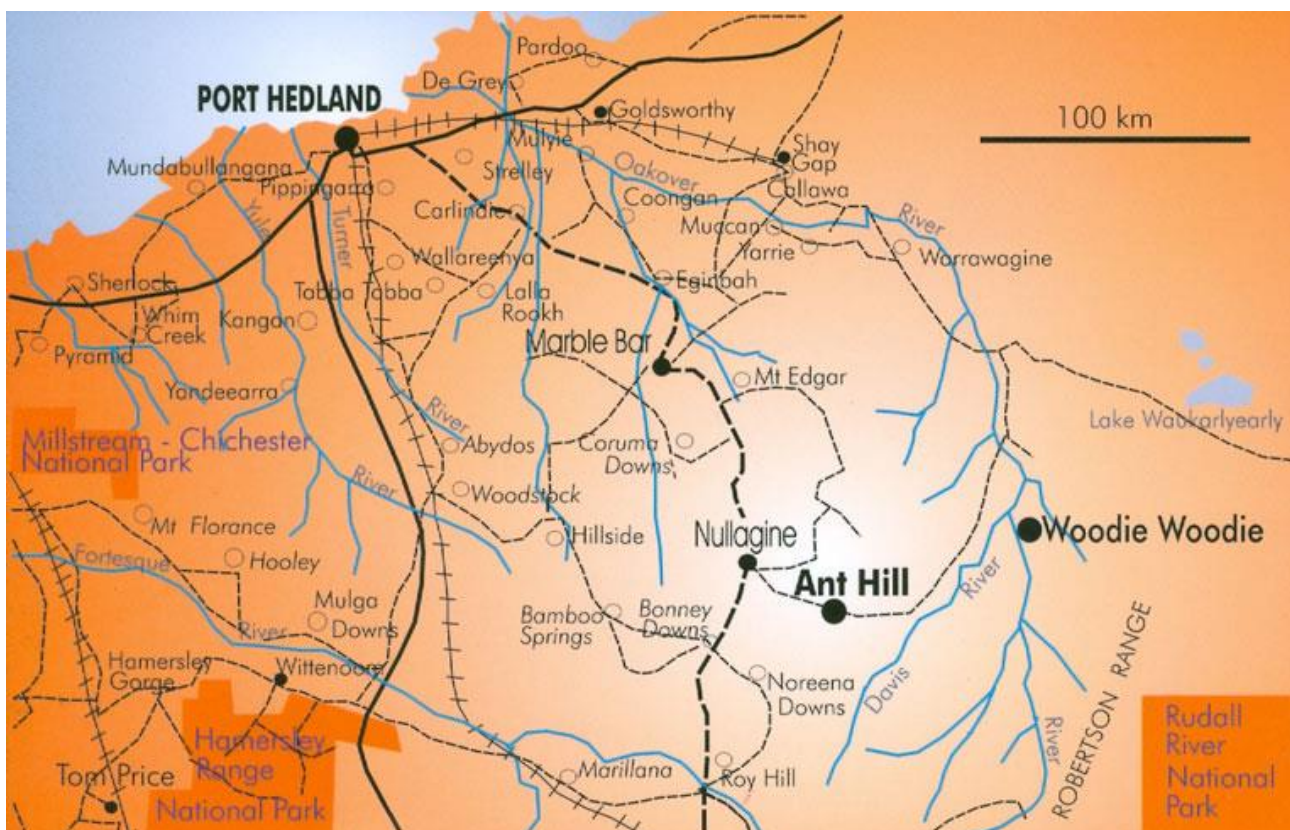 Pardoo
De Grey
PORT HEDLAND
Goldsworthy
100 km
Mulyie
Shay
Gap
Strelley
Oakover
Callawa
Mundabullangana
Pippingarra
Carlindie
Coongan
River
Yule
Turner
Muccan
Yarrie
Warrawagine
Wallareenya
Eginbah
Sherlock
Tabba Tabba
Lalla
Rookh
Whim
Creek
Kangan
Marble Bar
Pyramid
Mt Edgar
Yandeearra
Lake Waukarlyearly
River
Millstream - Chichester
National Park
Abydos
Coruma
Downs
River
Woodstock
Mt Florance
Woodie Woodie
Hillside
Nullagine
Fortesque
Hooley
Ant Hill
River
Mulga
Downs
Bamboo
Springs
Bonney
Downs
River
Hamersley
Gorge
Wittenoom
Noreena
Downs
Davis
ROBERTSON RANGE
Hamersley
Range
National Park
River
Rudall
River
National
Park
Tom Price
Marillana
Roy Hill